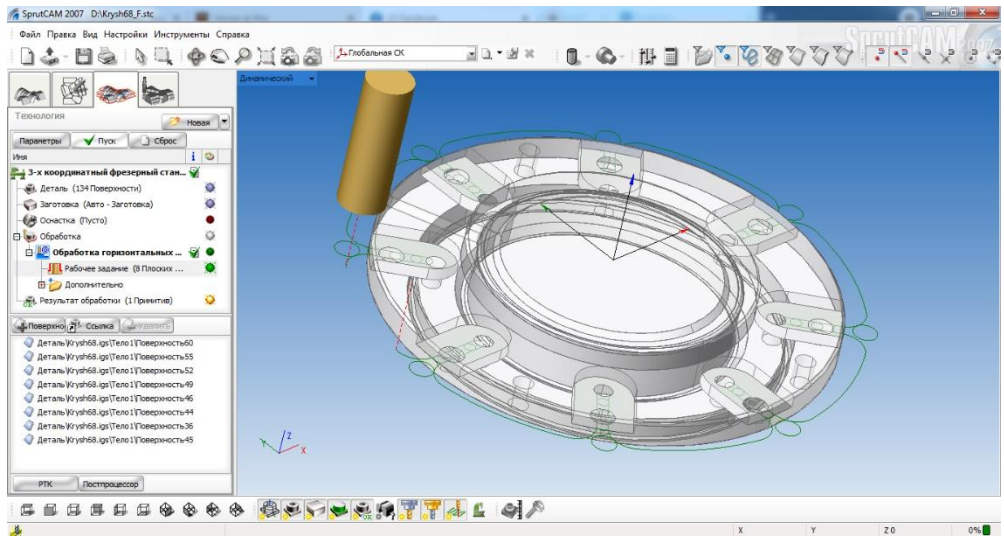 SprutCAM 2007 D:\Krysh68_F.stc
Файл Правка Вид Настройки Инструменты Справка
Глобальная СК
Динамический
Технология
Новая
Параметры Пуск Сброс
Имя
3-х координатный фрезерный стан...
Деталь (134 Поверхности)
Заготовка (Авто - Заготовка)
Оснастка (Пусто)
Обработка
Обработка горизонтальных ...
Рабочее задание (8 Плоских ...
Дополнительно
Результат обработки (1 Принитив)
Поверхно Ссылка Удалить
Деталь\Krysh68.igs\Тело1\Поверхность60
Деталь\Krysh68.igs\Тело1\Поверхность55
Деталь\Krysh68.igs\Тело1\Поверхность52
Деталь\Krysh68.igs\Тело1\Поверхность49
Деталь\Krysh68.igs\Тело1\Поверхность46
Деталь\Krysh68.igs\Тело1\Поверхность44
Деталь\Krysh68.igs\Тело1\Поверхность36
Деталь\Krysh68.igs\Тело1\Поверхность45
Z
Y
X
РТК Постпроцессор
X Y Z 0 0%